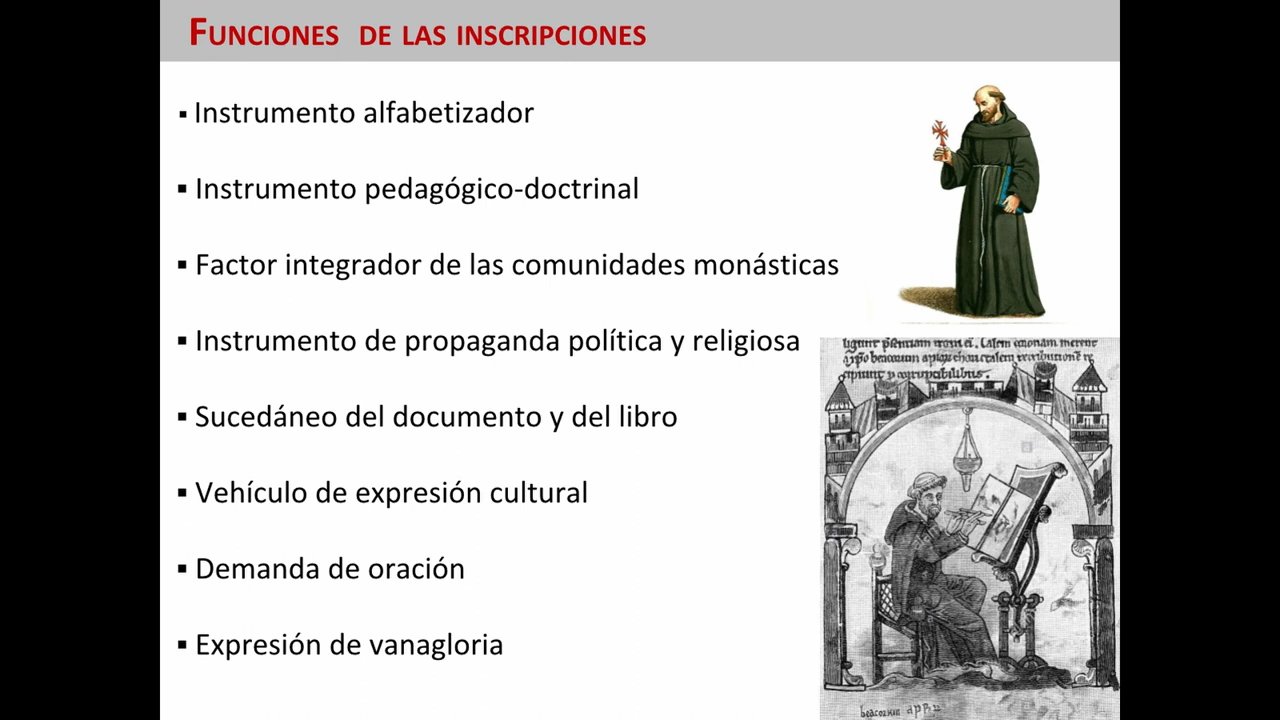 FUNCIONES DE LAS INSCRIPCIONES
▪ Instrumento alfabetizador
▪ Instrumento pedagógico-doctrinal
▪ Factor integrador de las comunidades monásticas
▪ Instrumento de propaganda política y religiosa
▪ Sucedáneo del documento y del libro
▪ Vehículo de expresión cultural
▪ Demanda de oración
▪ Expresión de vanagloria